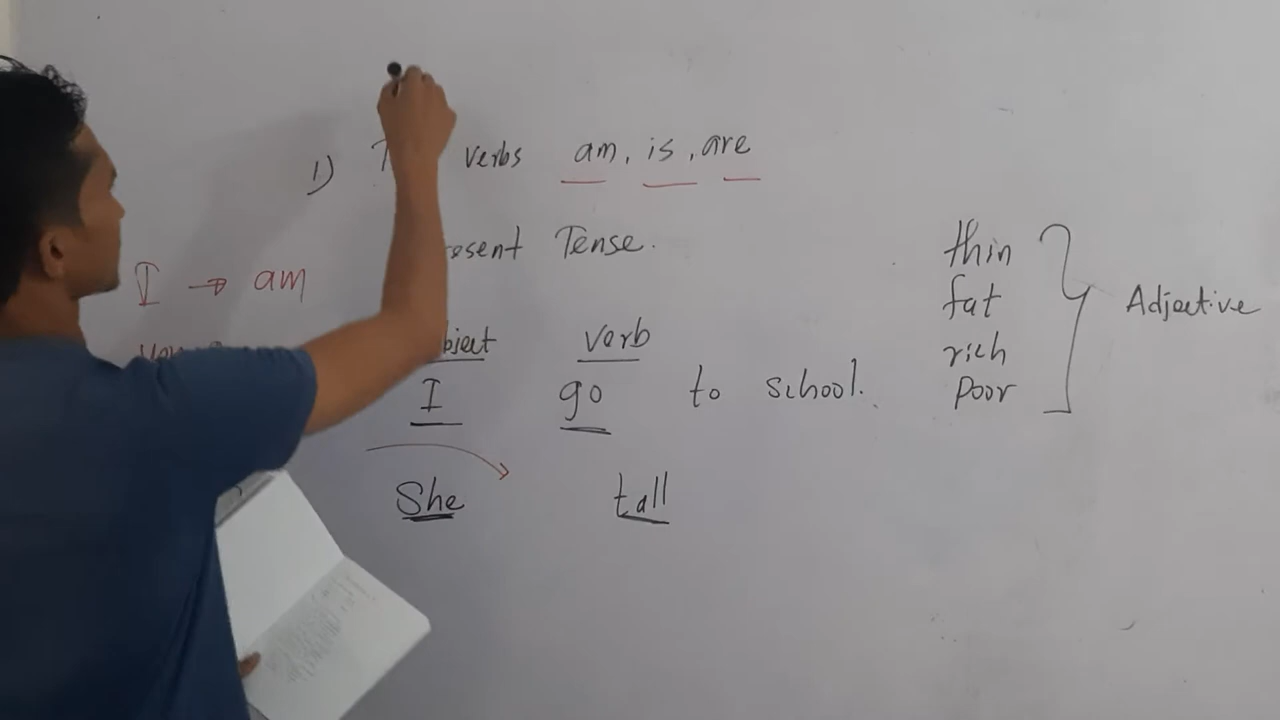 1) verbs am, is, are
Tense.
I → am
verb
I go to school.
She tall
thin
fat
rich
Poor
Adjective